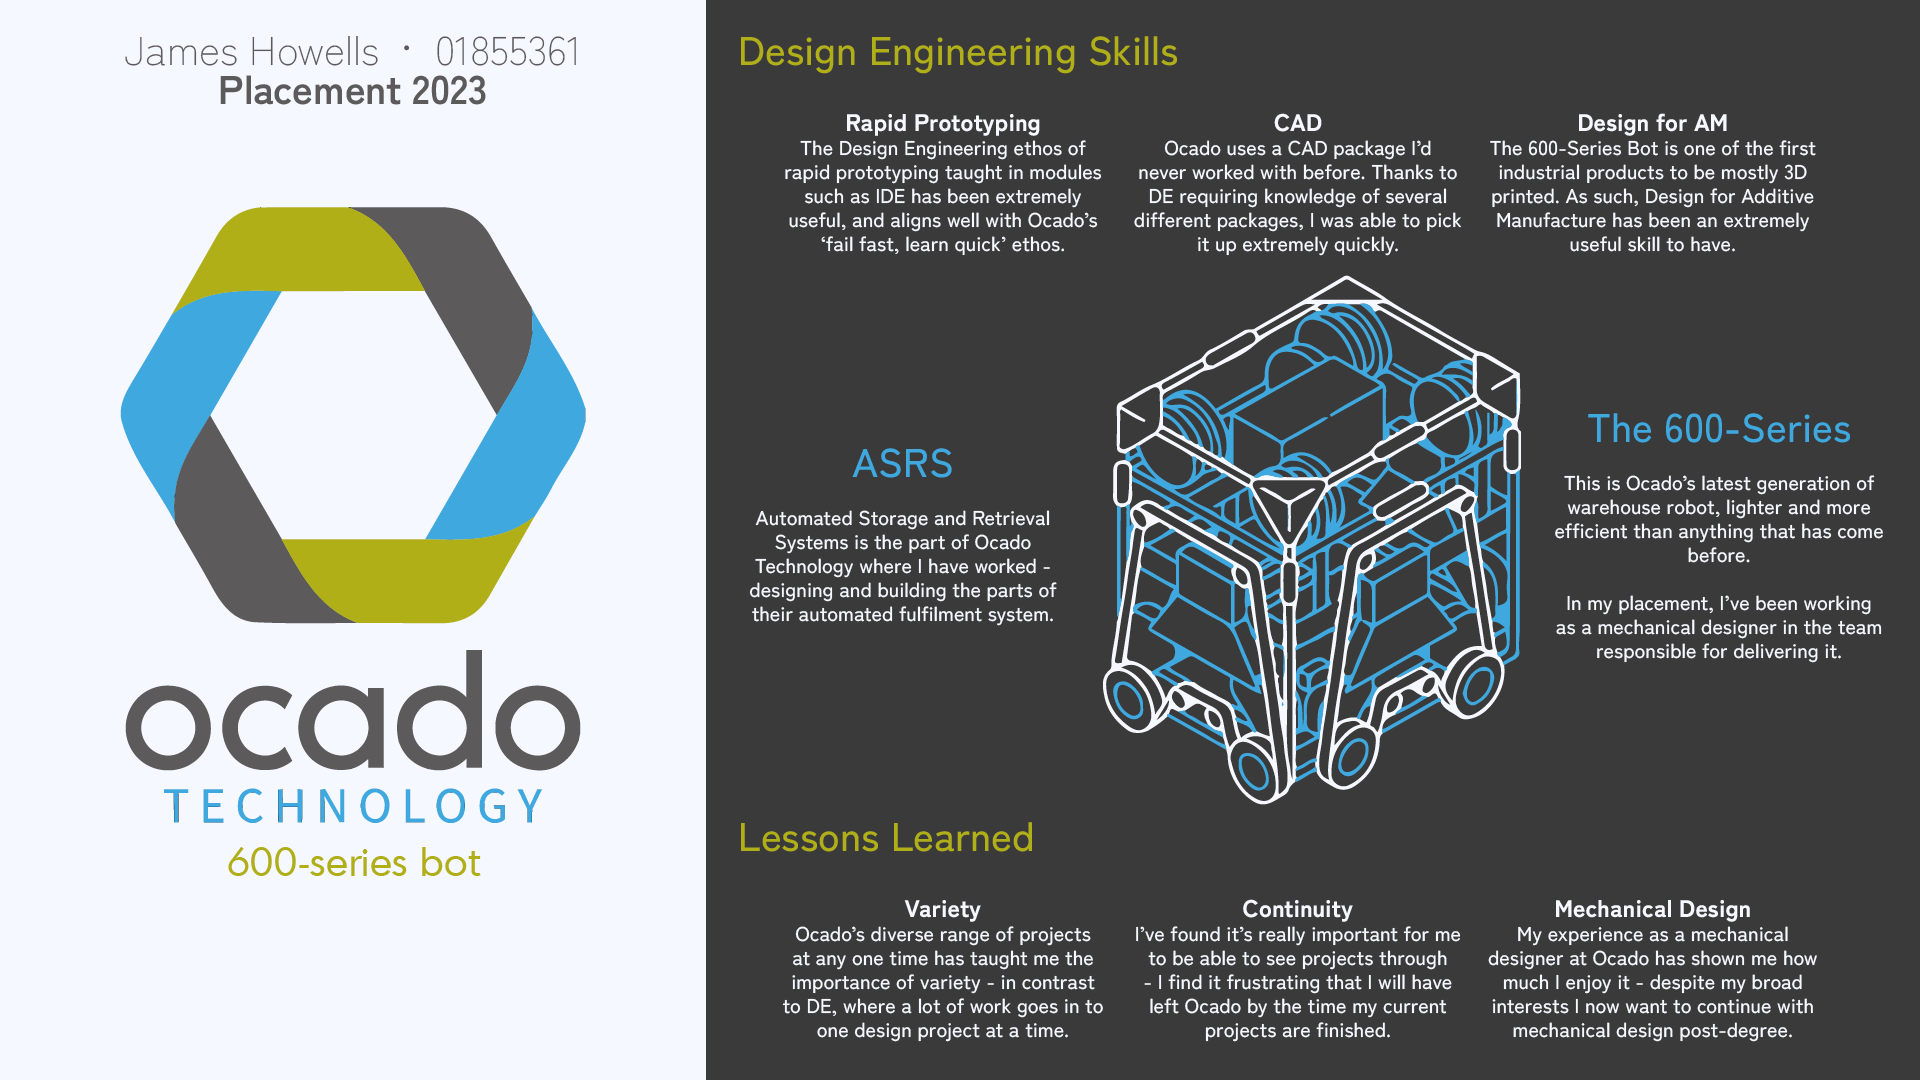 James Howells · 01855361
Placement 2023
ocado
TECHNOLOGY
600-series bot
Design Engineering Skills
Rapid Prototyping
The Design Engineering ethos of
rapid prototyping taught in modules
such as IDE has been extremely
useful, and aligns well with Ocado’s
‘fail fast, learn quick’ ethos.
CAD
Ocado uses a CAD package I’d
never worked with before. Thanks to
DE requiring knowledge of several
different packages, I was able to pick
it up extremely quickly.
Design for AM
The 600-Series Bot is one of the first
industrial products to be mostly 3D
printed. As such, Design for Additive
Manufacture has been an extremely
useful skill to have.
ASRS
Automated Storage and Retrieval
Systems is the part of Ocado
Technology where I have worked -
designing and building the parts of
their automated fulfilment system.
The 600-Series
This is Ocado’s latest generation of
warehouse robot, lighter and more
efficient than anything that has come
before.
In my placement, I’ve been working
as a mechanical designer in the team
responsible for delivering it.
Lessons Learned
Variety
Ocado’s diverse range of projects
at any one time has taught me the
importance of variety - in contrast
to DE, where a lot of work goes in to
one design project at a time.
Continuity
I’ve found it’s really important for me
to be able to see projects through
- I find it frustrating that I will have
left Ocado by the time my current
projects are finished.
Mechanical Design
My experience as a mechanical
designer at Ocado has shown me how
much I enjoy it - despite my broad
interests I now want to continue with
mechanical design post-degree.